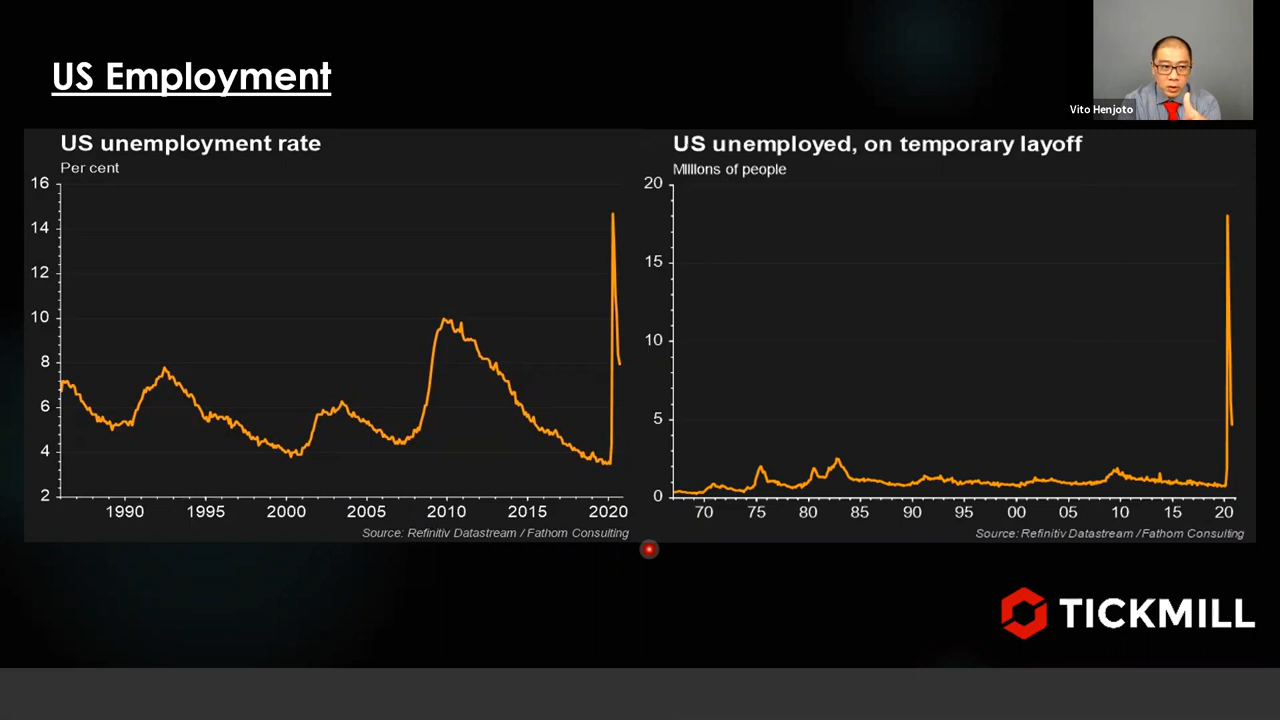 US Employment
Vito Henjoto
US unemployment rate
Per cent
16
14
12
10
8
6
4
2
1990 1995 2000 2005 2010 2015 2020
Source: Refinitiv Datastream / Fathom Consulting
US unemployed, on temporary layoff
Millions of people
20
15
10
5
0
70 75 80 85 90 95 00 05 10 15 20
Source: Refinitiv Datastream / Fathom Consulting
TICKMILL